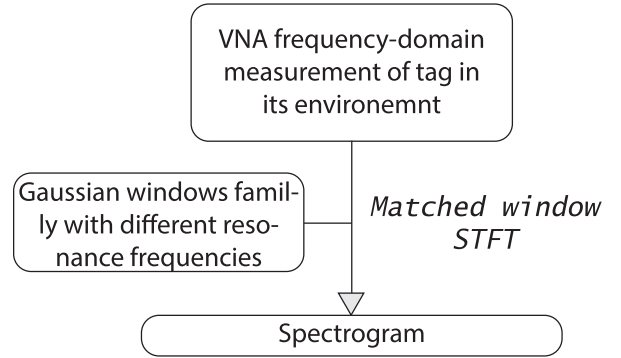 VNA frequency-domain
measurement of tag in
its environemnt
Gaussian windows famil-
ly with different reso-
nance frequencies
Matched window
STFT
Spectrogram